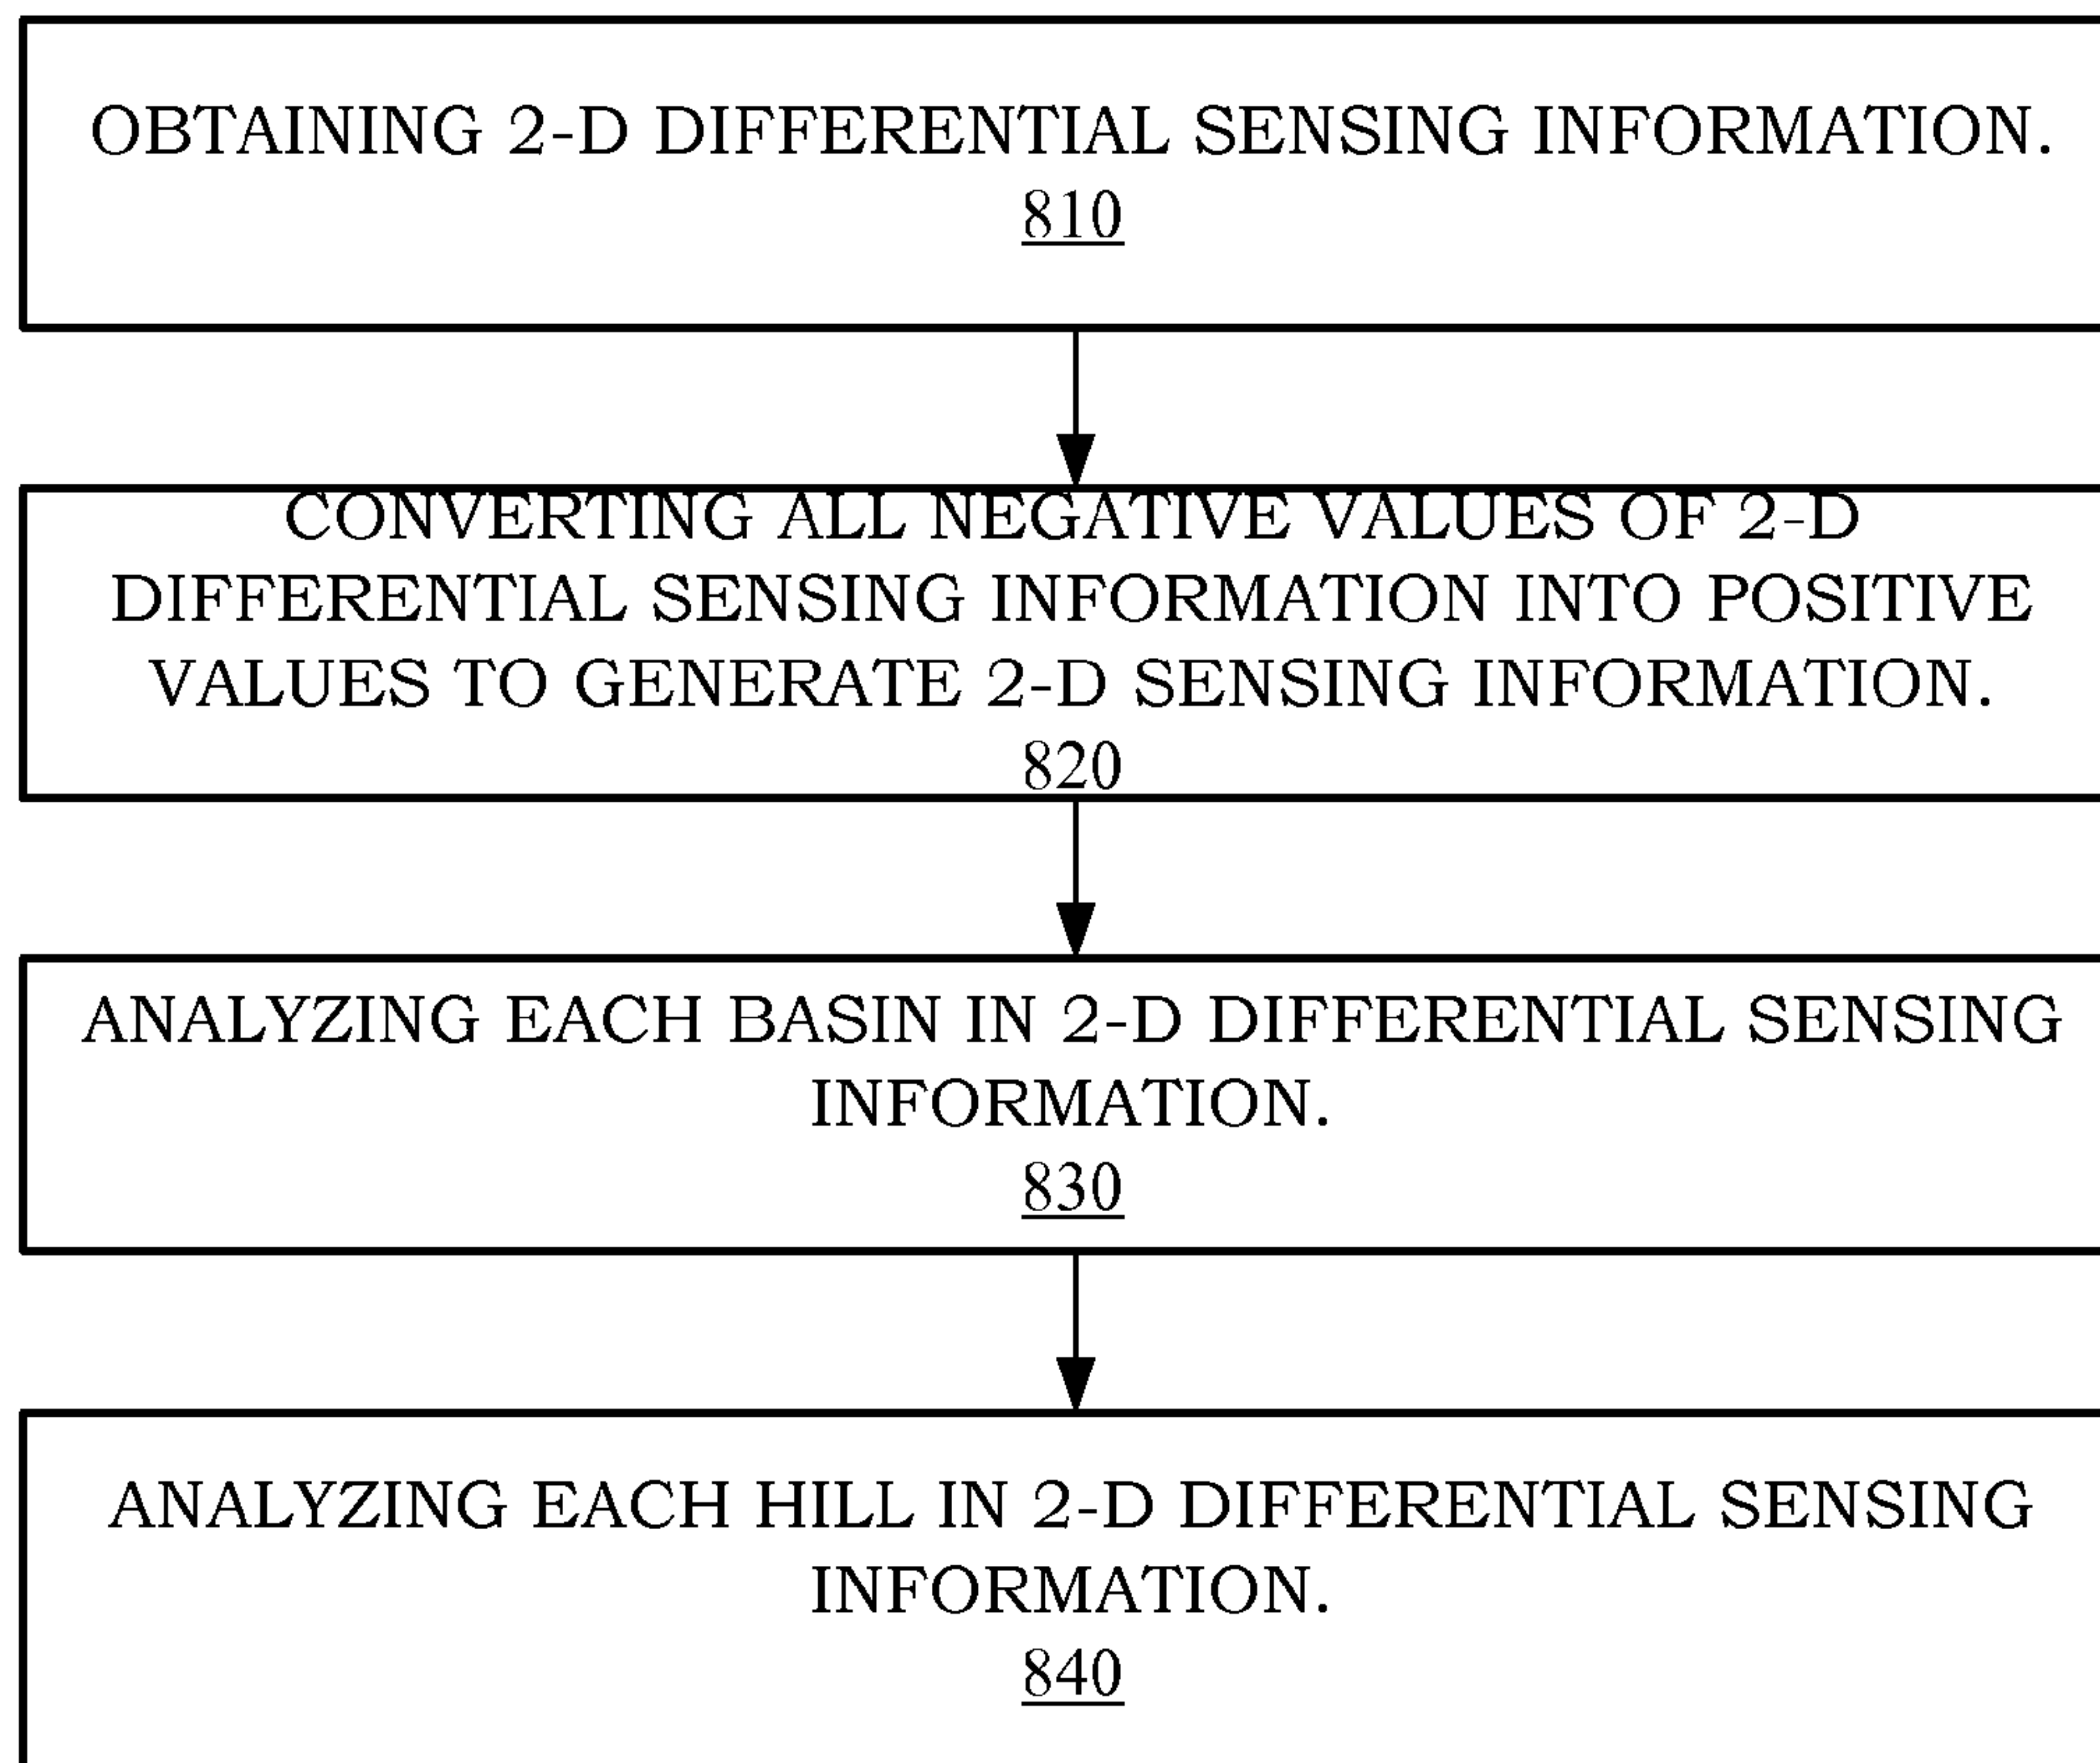 OBTAINING 2-D DIFFERENTIAL SENSING INFORMATION.
810
CONVERTING ALL NEGATIVE VALUES OF 2-D
DIFFERENTIAL SENSING INFORMATION INTO POSITIVE
VALUES TO GENERATE 2-D SENSING INFORMATION.
820
ANALYZING EACH BASIN IN 2-D DIFFERENTIAL SENSING
INFORMATION.
830
ANALYZING EACH HILL IN 2-D DIFFERENTIAL SENSING
INFORMATION.
840